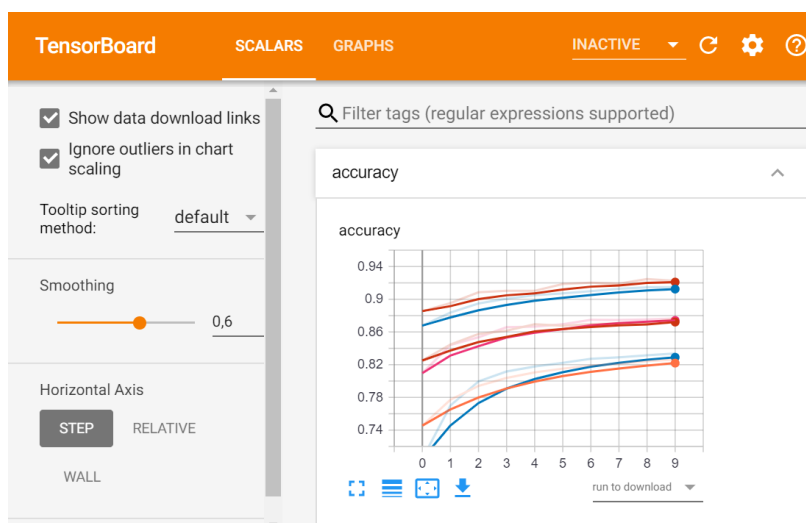 TensorBoard SCALARS GRAPHS INACTIVE
Show data download links
Ignore outliers in chart
scaling
Tooltip sorting
method:
default
Smoothing
0,6
Horizontal Axis
STEP RELATIVE
WALL
Filter tags (regular expressions supported)
accuracy
accuracy
0.94
0.9
0.86
0.82
0.78
0.74
0 1 2 3 4 5 6 7 8 9
run to download